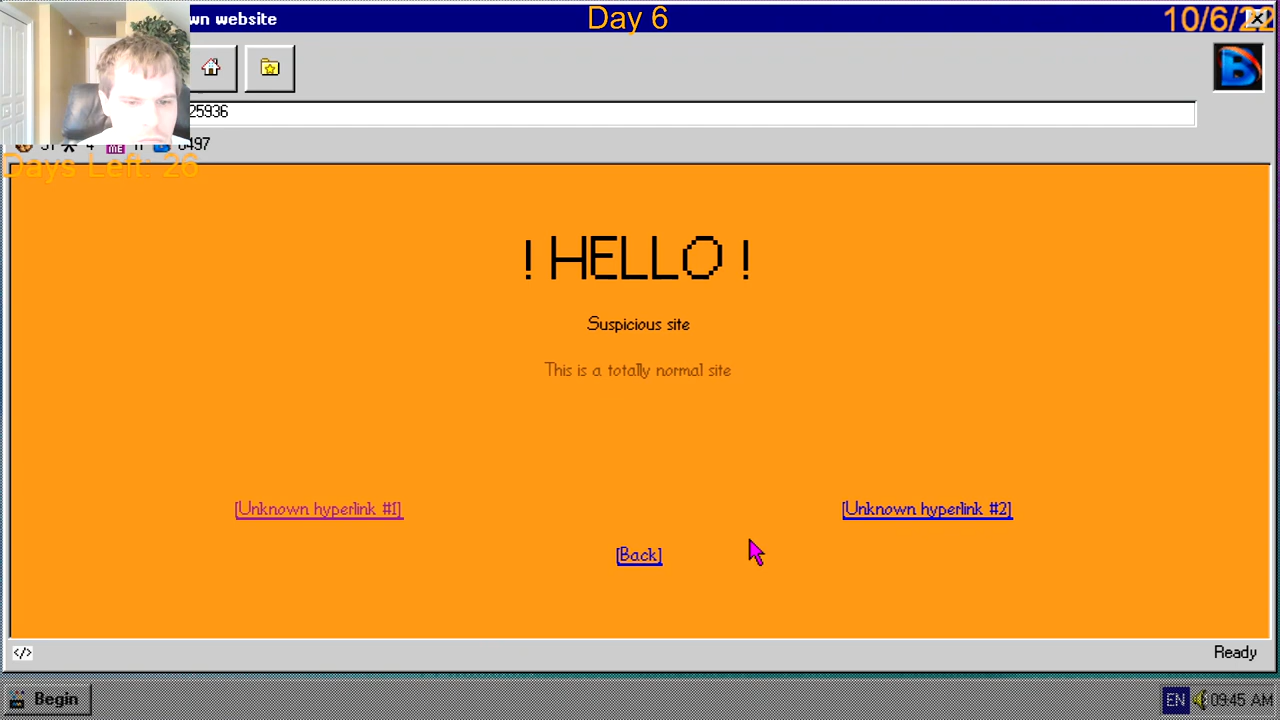 wn website
Day 6
10/6/22
25936
ME
Days Left: 26
! HELLO !
Suspicious site
This is a totally normal site
[Unknown hyperlink #1]
[Unknown hyperlink #2]
[Back]
</>
Ready
Begin
EN
09:45 AM